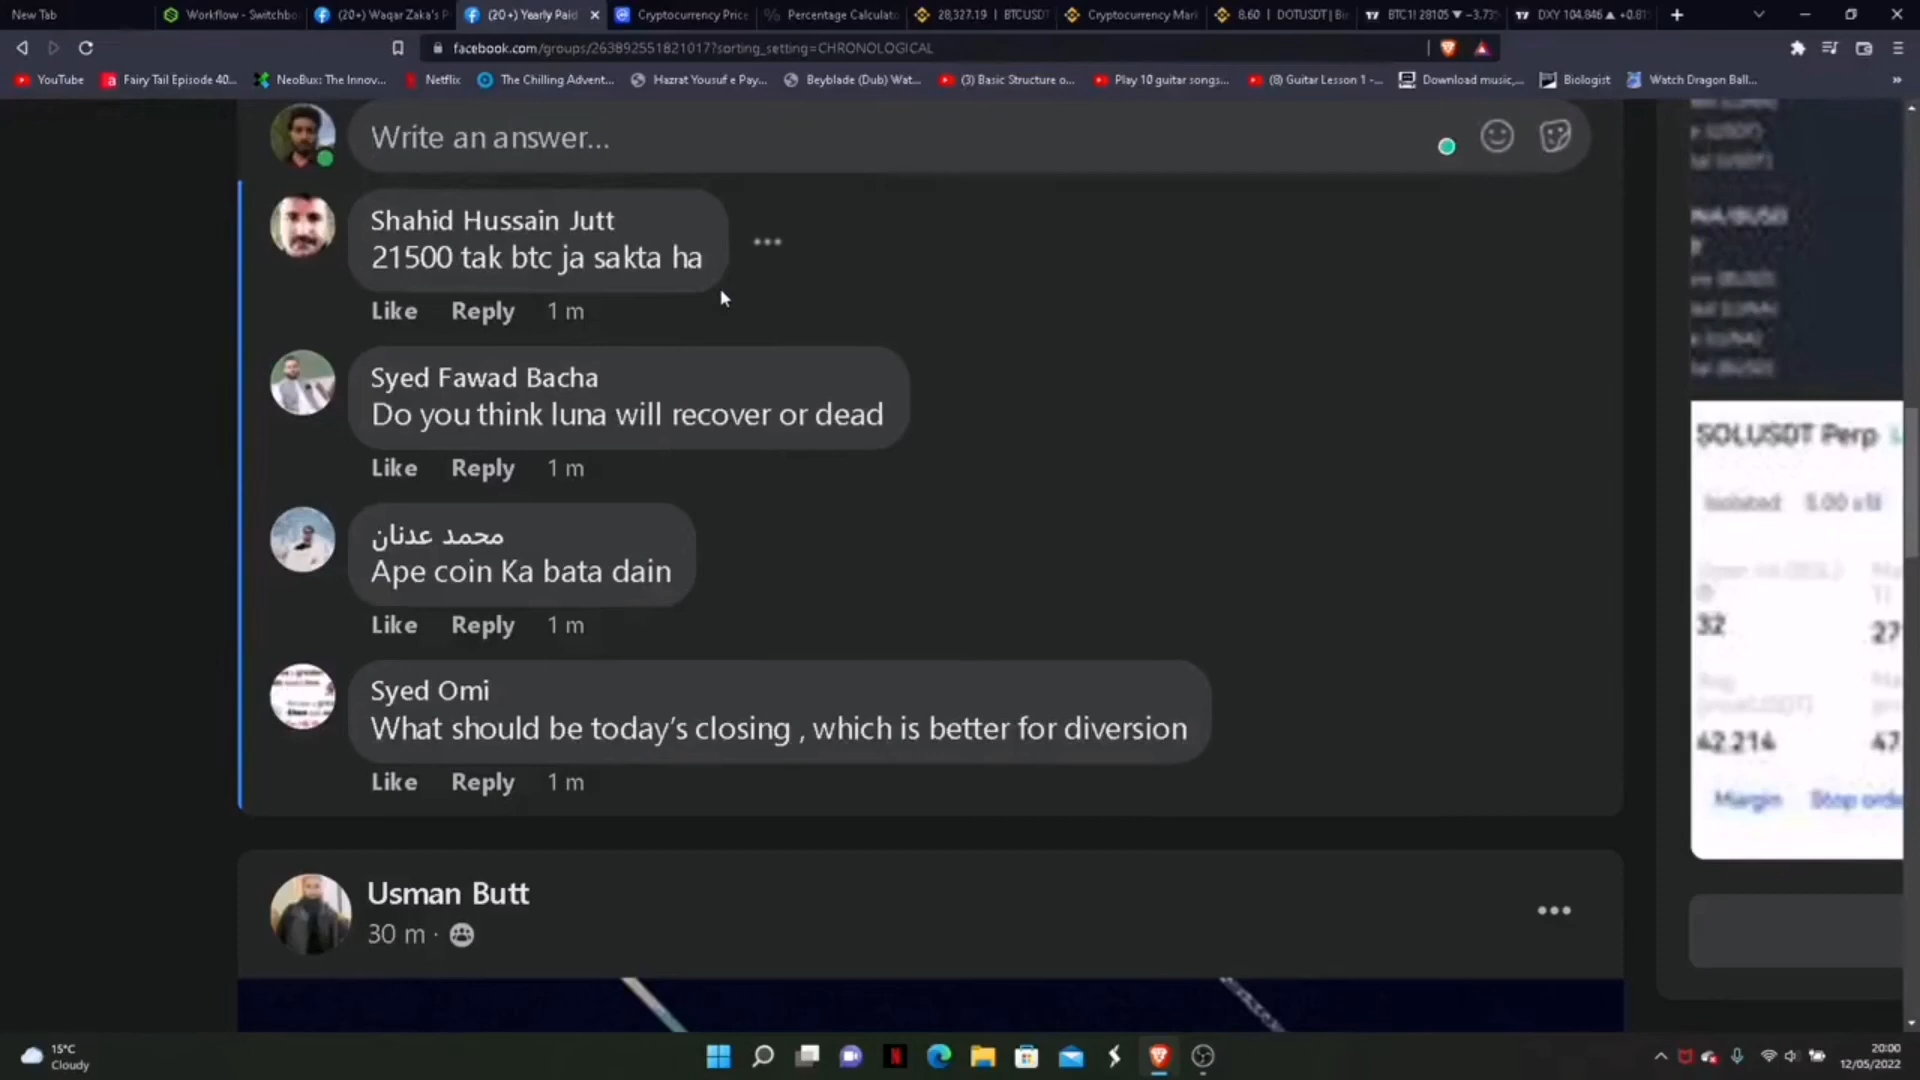 New Tab
Workflow - Switchbo
(20+) Waqar Zaka's P
(20+) Yearly Paid
Cryptocurrency Price
Percentage Calculato
28,327.19 | BTCUSDT
Cryptocurrency Mark
8.60 | DOTUSDT | Bi
BTC1! 28105 ▼ −3.73%
DXY 104.846 ▲ +0.81
facebook.com/groups/263892551821017?sorting_setting=CHRONOLOGICAL
YouTube
Fairy Tail Episode 40...
NeoBux: The Innov...
Netflix
The Chilling Advent...
Hazrat Yousuf e Pay...
Beyblade (Dub) Wat...
(3) Basic Structure o...
Play 10 guitar songs...
(8) Guitar Lesson 1 -...
Download music,...
Biologist
Watch Dragon Ball...
Write an answer...
Shahid Hussain Jutt
21500 tak btc ja sakta ha
Like Reply 1 m
Syed Fawad Bacha
Do you think luna will recover or dead
Like Reply 1 m
محمد عدنان
Ape coin Ka bata dain
Like Reply 1 m
Syed Omi
What should be today's closing , which is better for diversion
Like Reply 1 m
Usman Butt
30 m ·
SOLUSDT Perp
Isolated 5.00
32
27
42.214
47
Margin Stop orde
15°C
Cloudy
20:00
12/05/2022